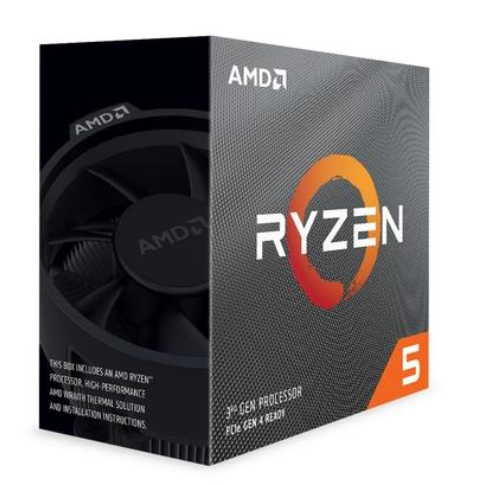 AMD
AMD
AMD
RYZEN
5
3RD GEN PROCESSOR
PCIe GEN 4 READY
THIS BOX INCLUDES AN AMD RYZEN™
PROCESSOR, HIGH-PERFORMANCE
AMD WRAITH THERMAL SOLUTION
AND INSTALLATION INSTRUCTIONS.